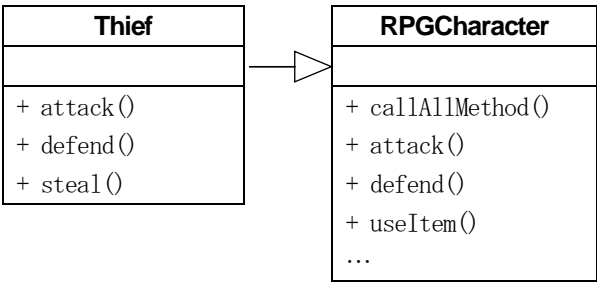 Thief
+ attack()
+ defend()
+ steal()
RPGCharacter
+ callAllMethod()
+ attack()
+ defend()
+ useItem()
…